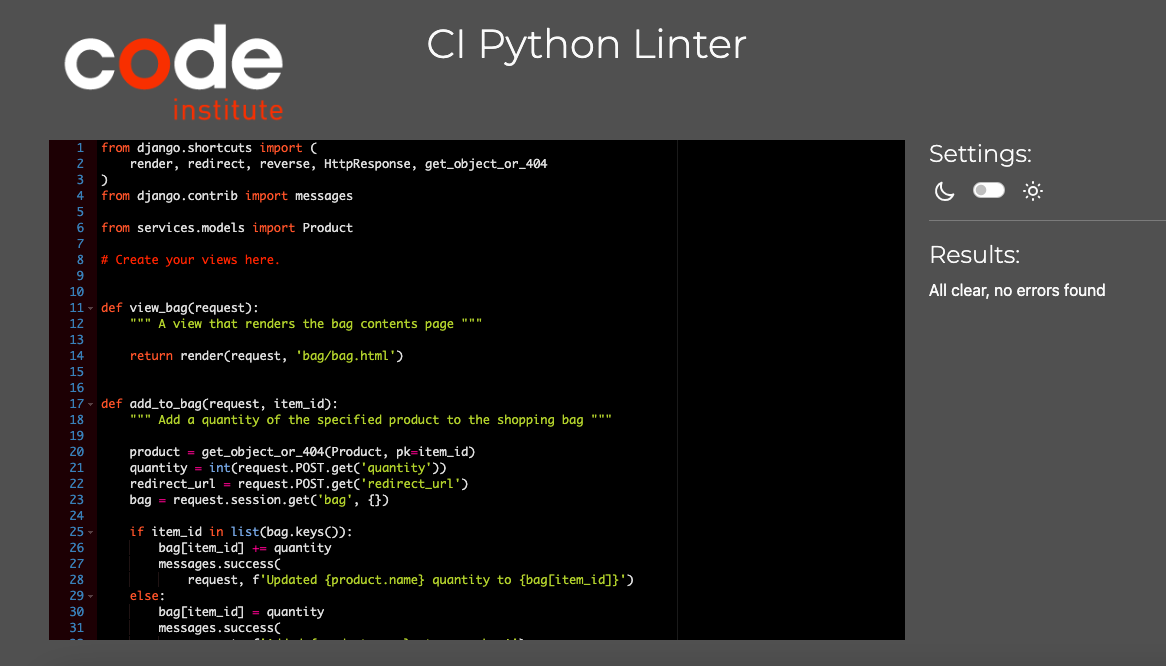 code
institute
CI Python Linter
1 from django.shortcuts import (
2     render, redirect, reverse, HttpResponse, get_object_or_404
3 )
4 from django.contrib import messages
5
6 from services.models import Product
7
8 # Create your views here.
9
10
11 def view_bag(request):
12     """ A view that renders the bag contents page """
13
14     return render(request, 'bag/bag.html')
15
16
17 def add_to_bag(request, item_id):
18     """ Add a quantity of the specified product to the shopping bag """
19
20     product = get_object_or_404(Product, pk=item_id)
21     quantity = int(request.POST.get('quantity'))
22     redirect_url = request.POST.get('redirect_url')
23     bag = request.session.get('bag', {})
24
25     if item_id in list(bag.keys()):
26         bag[item_id] += quantity
27         messages.success(
28             request, f'Updated {product.name} quantity to {bag[item_id]}')
29     else:
30         bag[item_id] = quantity
31         messages.success(
Settings:
Results:
All clear, no errors found